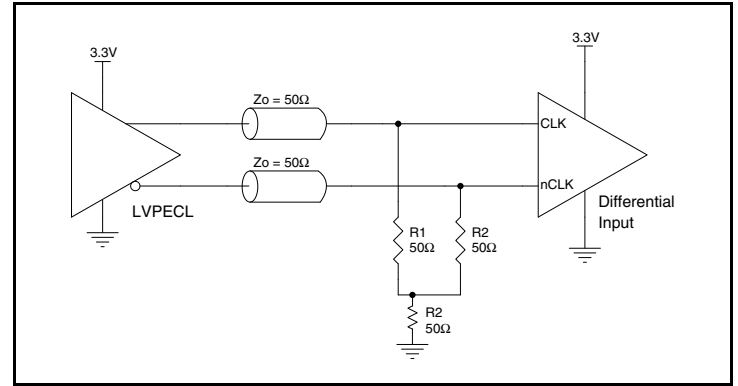 3.3V
3.3V
Zo = 50Ω
CLK
Zo = 50Ω
nCLK
LVPECL
Differential
Input
R1
50Ω
R2
50Ω
R2
50Ω